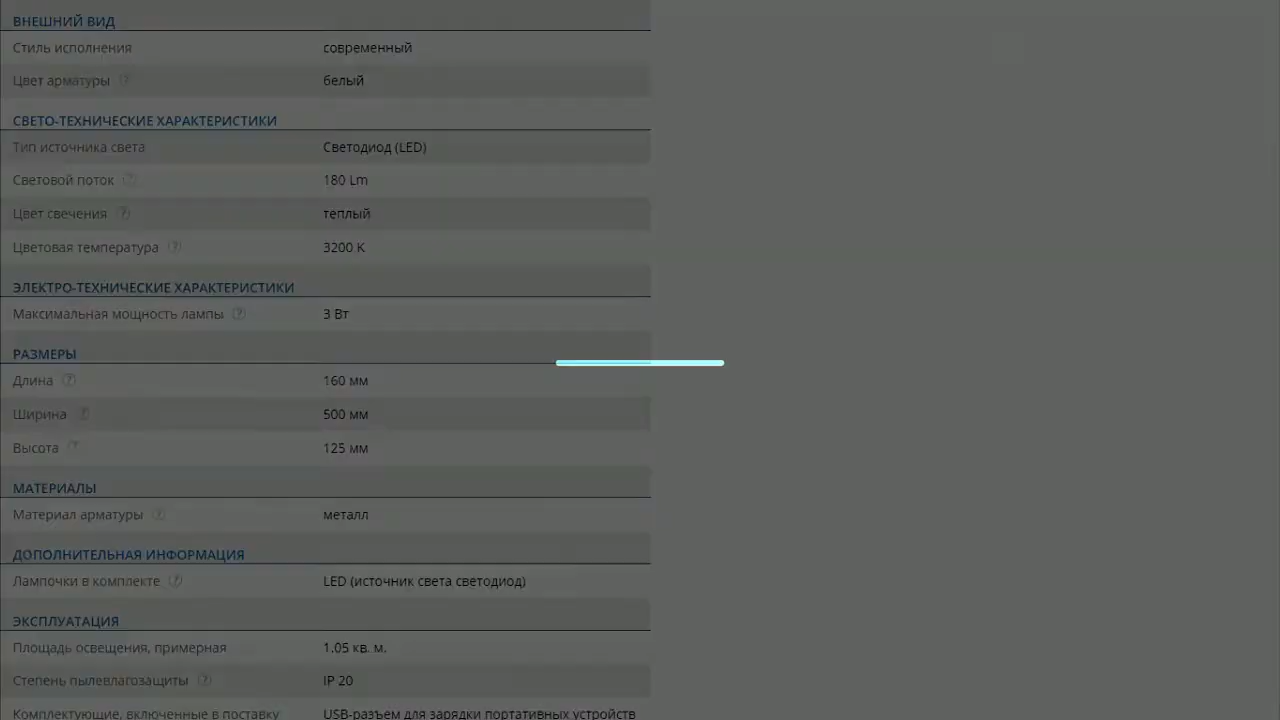 ВНЕШНИЙ ВИД
Стиль исполнения современный
Цвет арматуры ? белый
СВЕТО-ТЕХНИЧЕСКИЕ ХАРАКТЕРИСТИКИ
Тип источника света Светодиод (LED)
Световой поток ? 180 Lm
Цвет свечения ? теплый
Цветовая температура ? 3200 K
ЭЛЕКТРО-ТЕХНИЧЕСКИЕ ХАРАКТЕРИСТИКИ
Максимальная мощность лампы ? 3 Вт
РАЗМЕРЫ
Длина ? 160 мм
Ширина ? 500 мм
Высота ? 125 мм
МАТЕРИАЛЫ
Материал арматуры ? металл
ДОПОЛНИТЕЛЬНАЯ ИНФОРМАЦИЯ
Лампочки в комплекте ? LED (источник света светодиод)
ЭКСПЛУАТАЦИЯ
Площадь освещения, примерная 1.05 кв. м.
Степень пылевлагозащиты ? IP 20
Комплектующие, включенные в поставку USB-разъем для зарядки портативных устройств